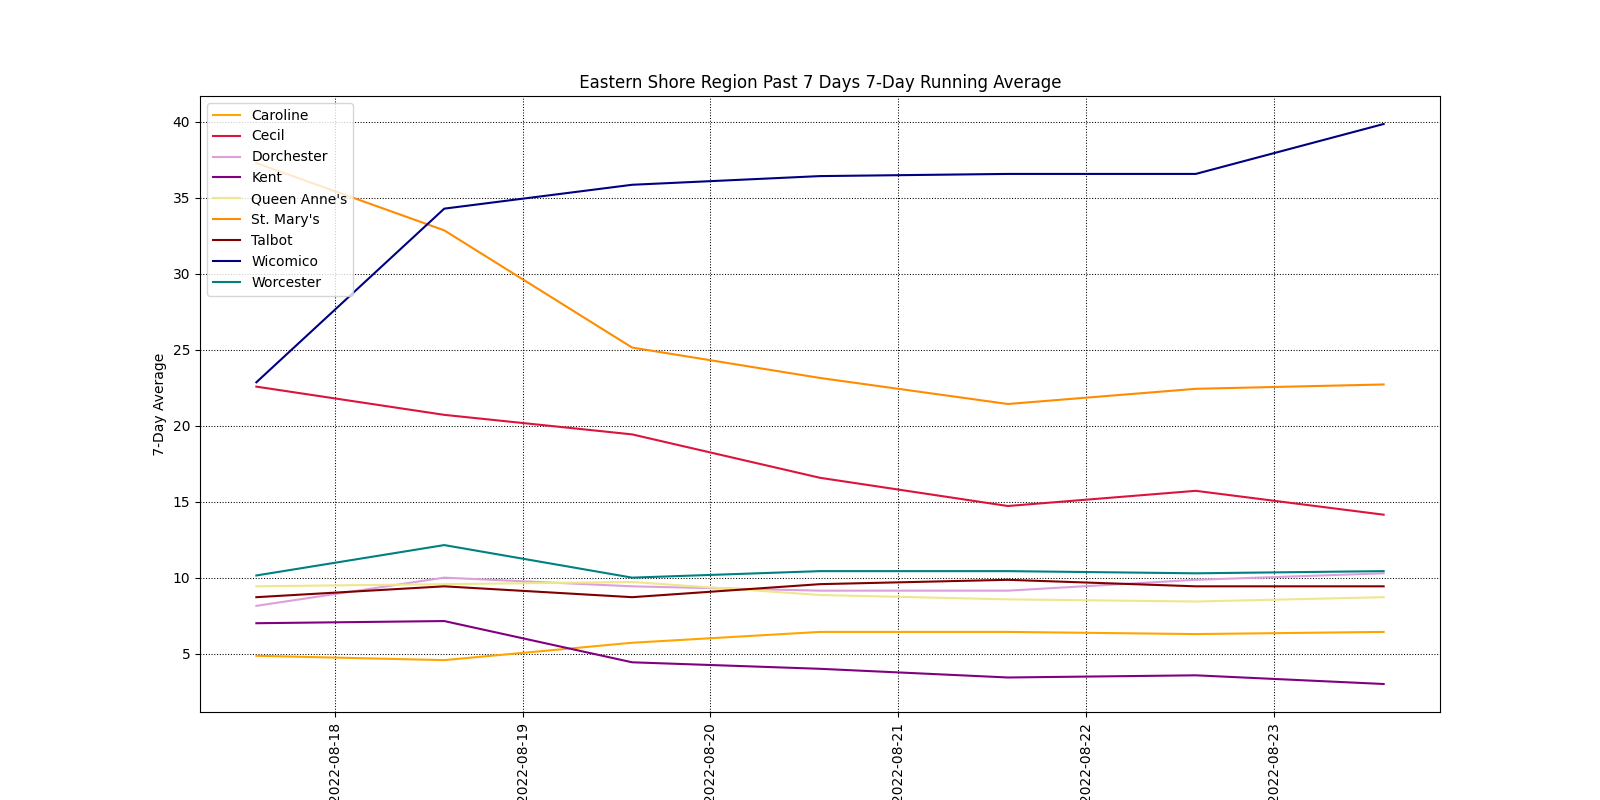 Eastern Shore Region Past 7 Days 7-Day Running Average
Caroline
Cecil
Dorchester
Kent
Queen Anne's
St. Mary's
Talbot
Wicomico
Worcester
7-Day Average
40
35
30
25
20
15
10
5
2022-08-18
2022-08-19
2022-08-20
2022-08-21
2022-08-22
2022-08-23